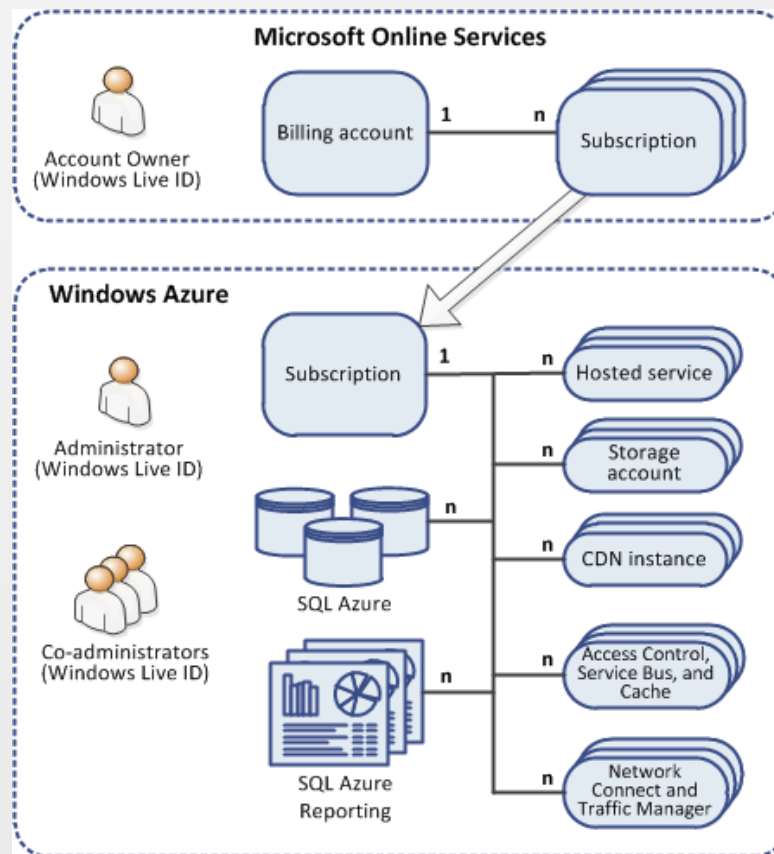 Microsoft Online Services
Account Owner
(Windows Live ID)
Billing account
1
n
Subscription
Windows Azure
Administrator
(Windows Live ID)
Subscription
1
n
Hosted service
n
Storage
account
n
SQL Azure
n
CDN instance
Co-administrators
(Windows Live ID)
n
SQL Azure
Reporting
n
Access Control,
Service Bus, and
Cache
n
Network
Connect and
Traffic Manager